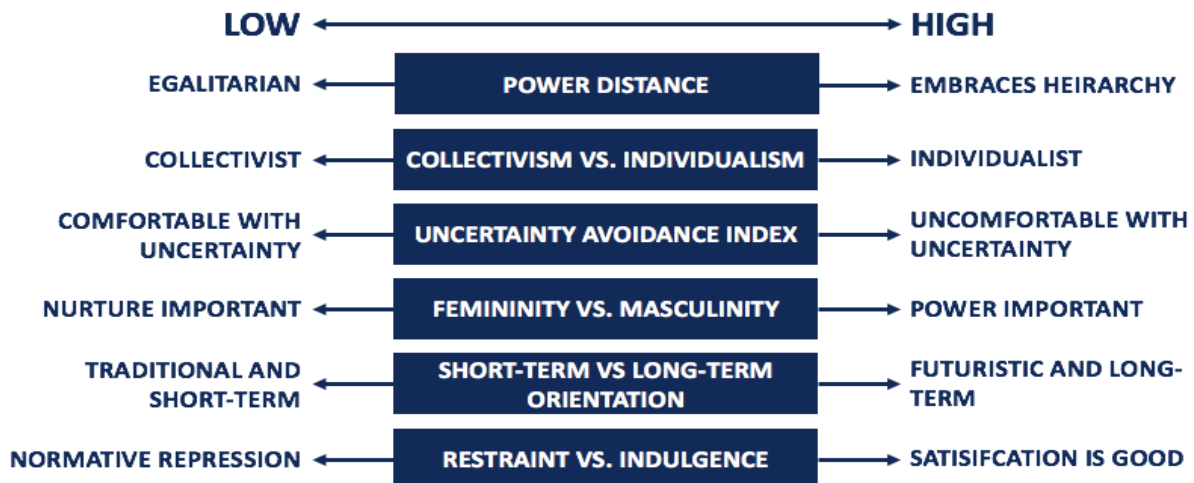 LOW HIGH
EGALITARIAN POWER DISTANCE EMBRACES HEIRARCHY
COLLECTIVIST COLLECTIVISM VS. INDIVIDUALISM INDIVIDUALIST
COMFORTABLE WITH
UNCERTAINTY
UNCERTAINTY AVOIDANCE INDEX
UNCOMFORTABLE WITH
UNCERTAINTY
NURTURE IMPORTANT FEMININITY VS. MASCULINITY POWER IMPORTANT
TRADITIONAL AND
SHORT-TERM
SHORT-TERM VS LONG-TERM
ORIENTATION
FUTURISTIC AND LONG-
TERM
NORMATIVE REPRESSION RESTRAINT VS. INDULGENCE SATISIFCATION IS GOOD